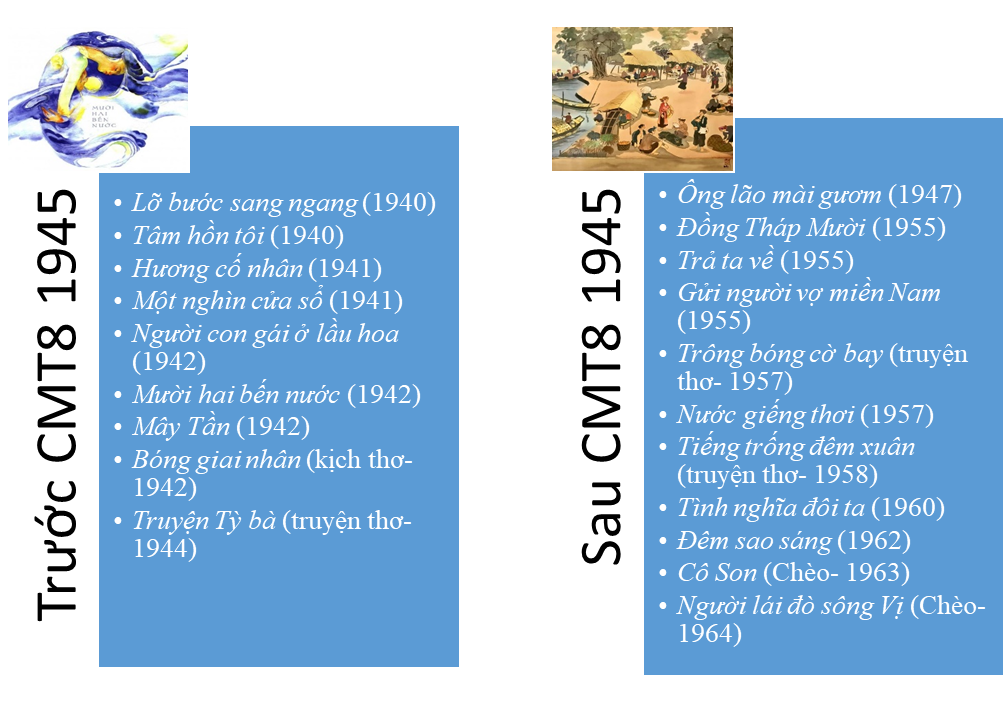 MƯỜI
HAI
BẾN
NƯỚC
Trước CMT8 1945
• Lỡ bước sang ngang (1940)
• Tâm hồn tôi (1940)
• Hương cố nhân (1941)
• Một nghìn cửa sổ (1941)
• Người con gái ở lầu hoa
(1942)
• Mười hai bến nước (1942)
• Mây Tần (1942)
• Bóng giai nhân (kịch thơ-
1942)
• Truyện Tỳ bà (truyện thơ-
1944)
Sau CMT8 1945
• Ông lão mài gươm (1947)
• Đồng Tháp Mười (1955)
• Trả ta về (1955)
• Gửi người vợ miền Nam
(1955)
• Trông bóng cờ bay (truyện
thơ- 1957)
• Nước giếng thơi (1957)
• Tiếng trống đêm xuân
(truyện thơ- 1958)
• Tình nghĩa đôi ta (1960)
• Đêm sao sáng (1962)
• Cô Son (Chèo- 1963)
• Người lái đò sông Vị (Chèo-
1964)